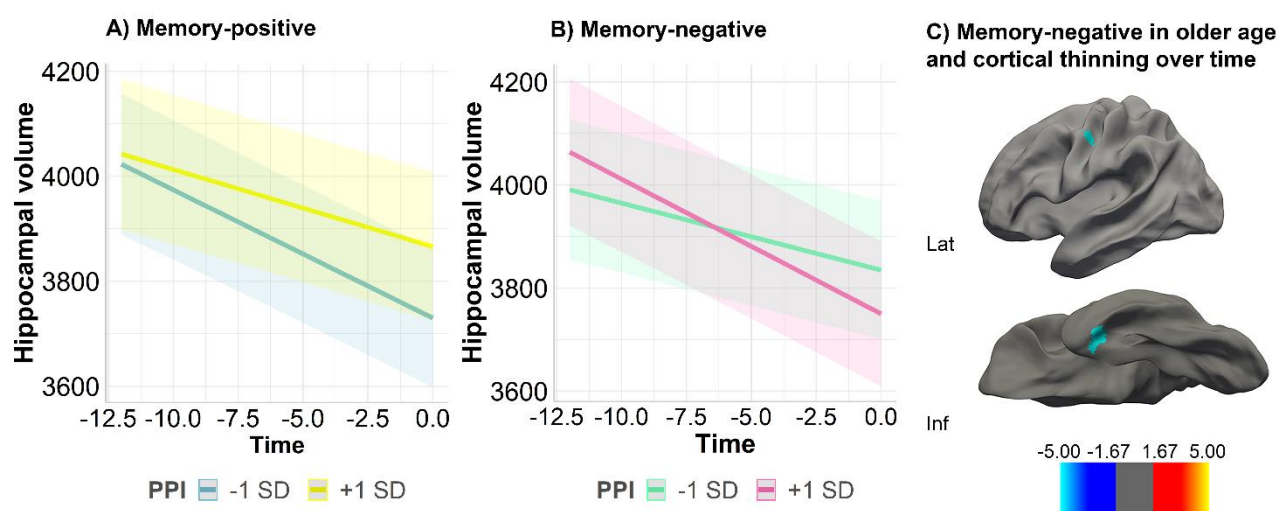 A) Memory-positive
Hippocampal volume
4200
4000
3800
3600
-12.5 -10.0 -7.5 -5.0 -2.5 0.0
Time
PPI -1 SD +1 SD
B) Memory-negative
Hippocampal volume
4200
4000
3800
3600
-12.5 -10.0 -7.5 -5.0 -2.5 0.0
Time
PPI -1 SD +1 SD
C) Memory-negative in older age
and cortical thinning over time
Lat
Inf
-5.00 -1.67 1.67 5.00